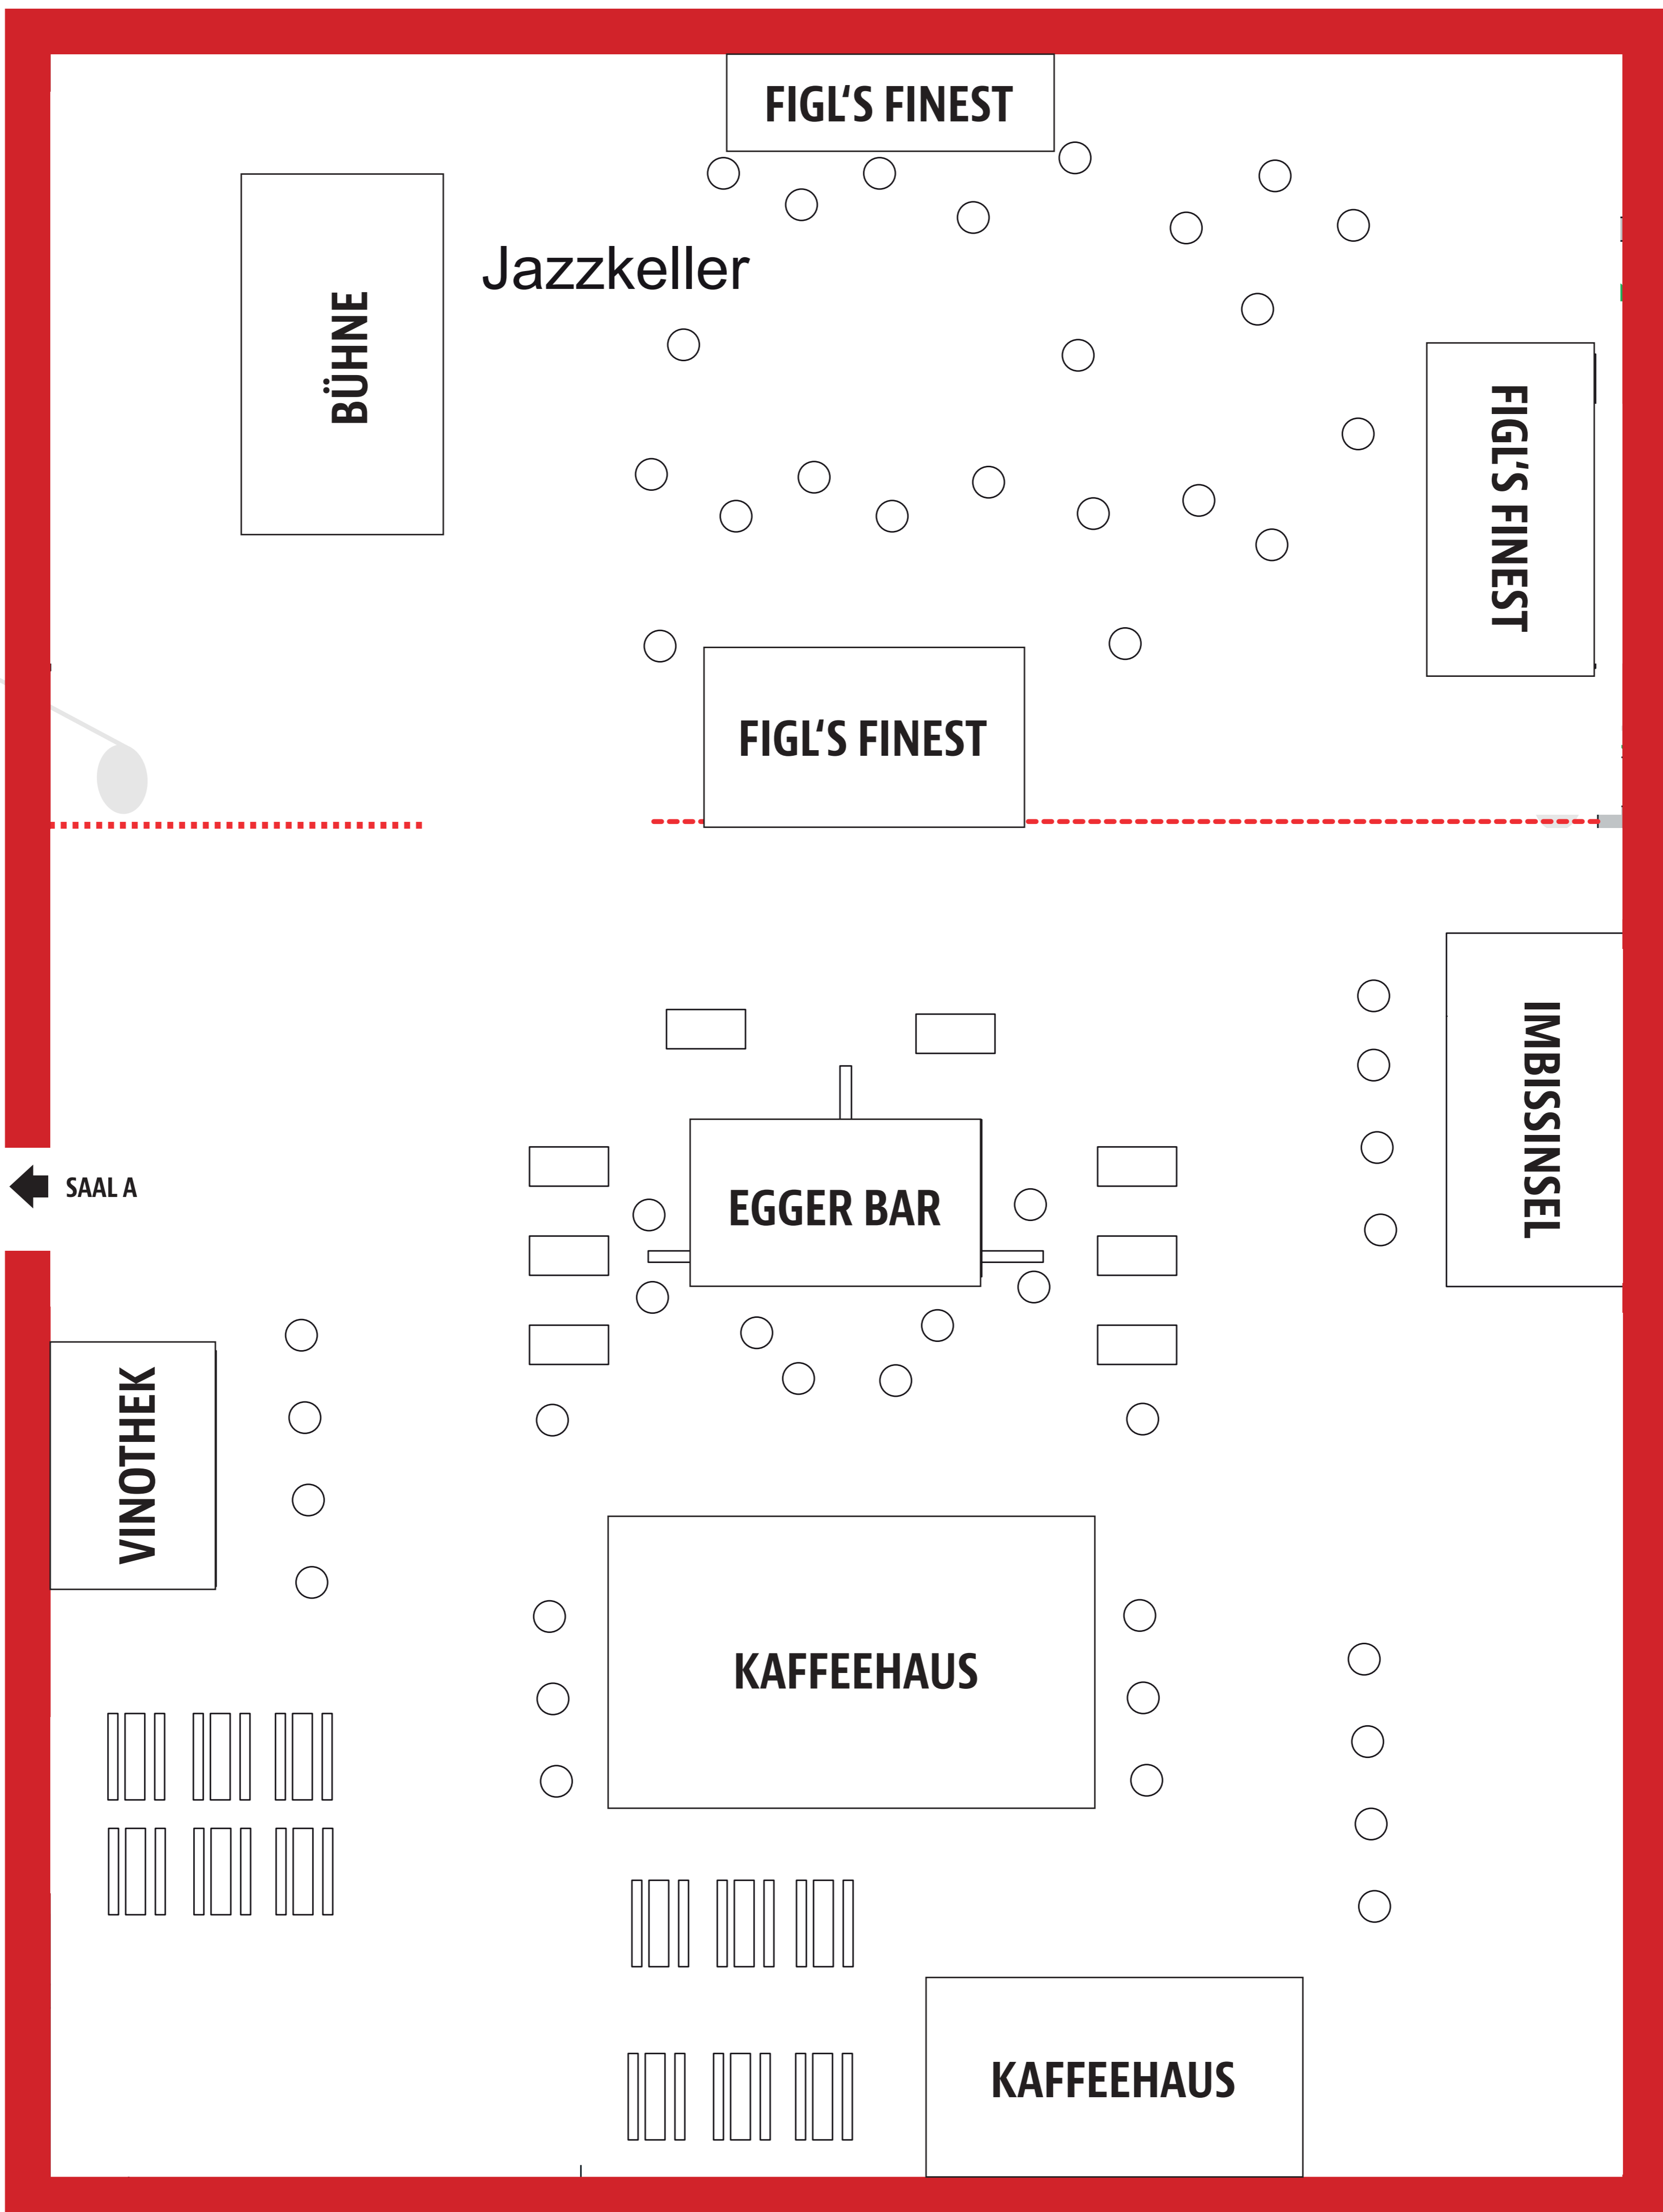 FIGL‘S FINEST
Jazzkeller
BÜHNE
FIGL‘S FINEST
FIGL‘S FINEST
IMBISSINSEL
SAAL A
EGGER BAR
VINOTHEK
KAFFEEHAUS
KAFFEEHAUS